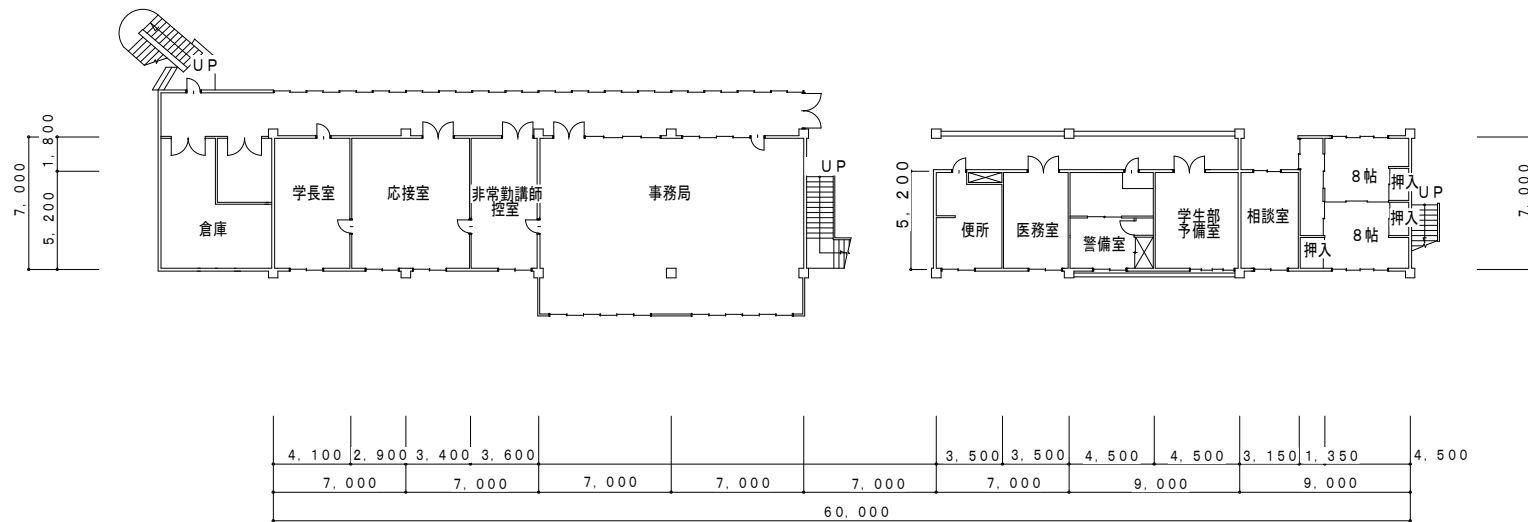 UP
1,800
5,200
7,000
倉庫
学長室
応接室
非常勤講師
控室
事務局
UP
5,200
便所
医務室
警備室
学生部
予備室
相談室
8帖
押入
UP
押入
8帖
押入
7,000
4,100
2,900
3,400
3,600
3,500
3,500
4,500
4,500
3,150
1,350
4,500
7,000
7,000
7,000
7,000
7,000
7,000
9,000
9,000
60,000